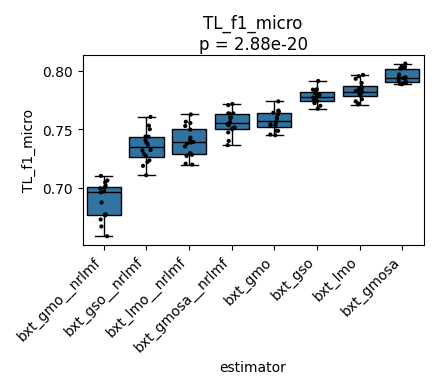 TL_f1_micro
p = 2.88e-20
TL_f1_micro
0.80
0.75
0.70
bxt_gmo__nrlmf
bxt_gso__nrlmf
bxt_lmo__nrlmf
bxt_gmosa__nrlmf
bxt_gmo
bxt_gso
bxt_lmo
bxt_gmosa
estimator